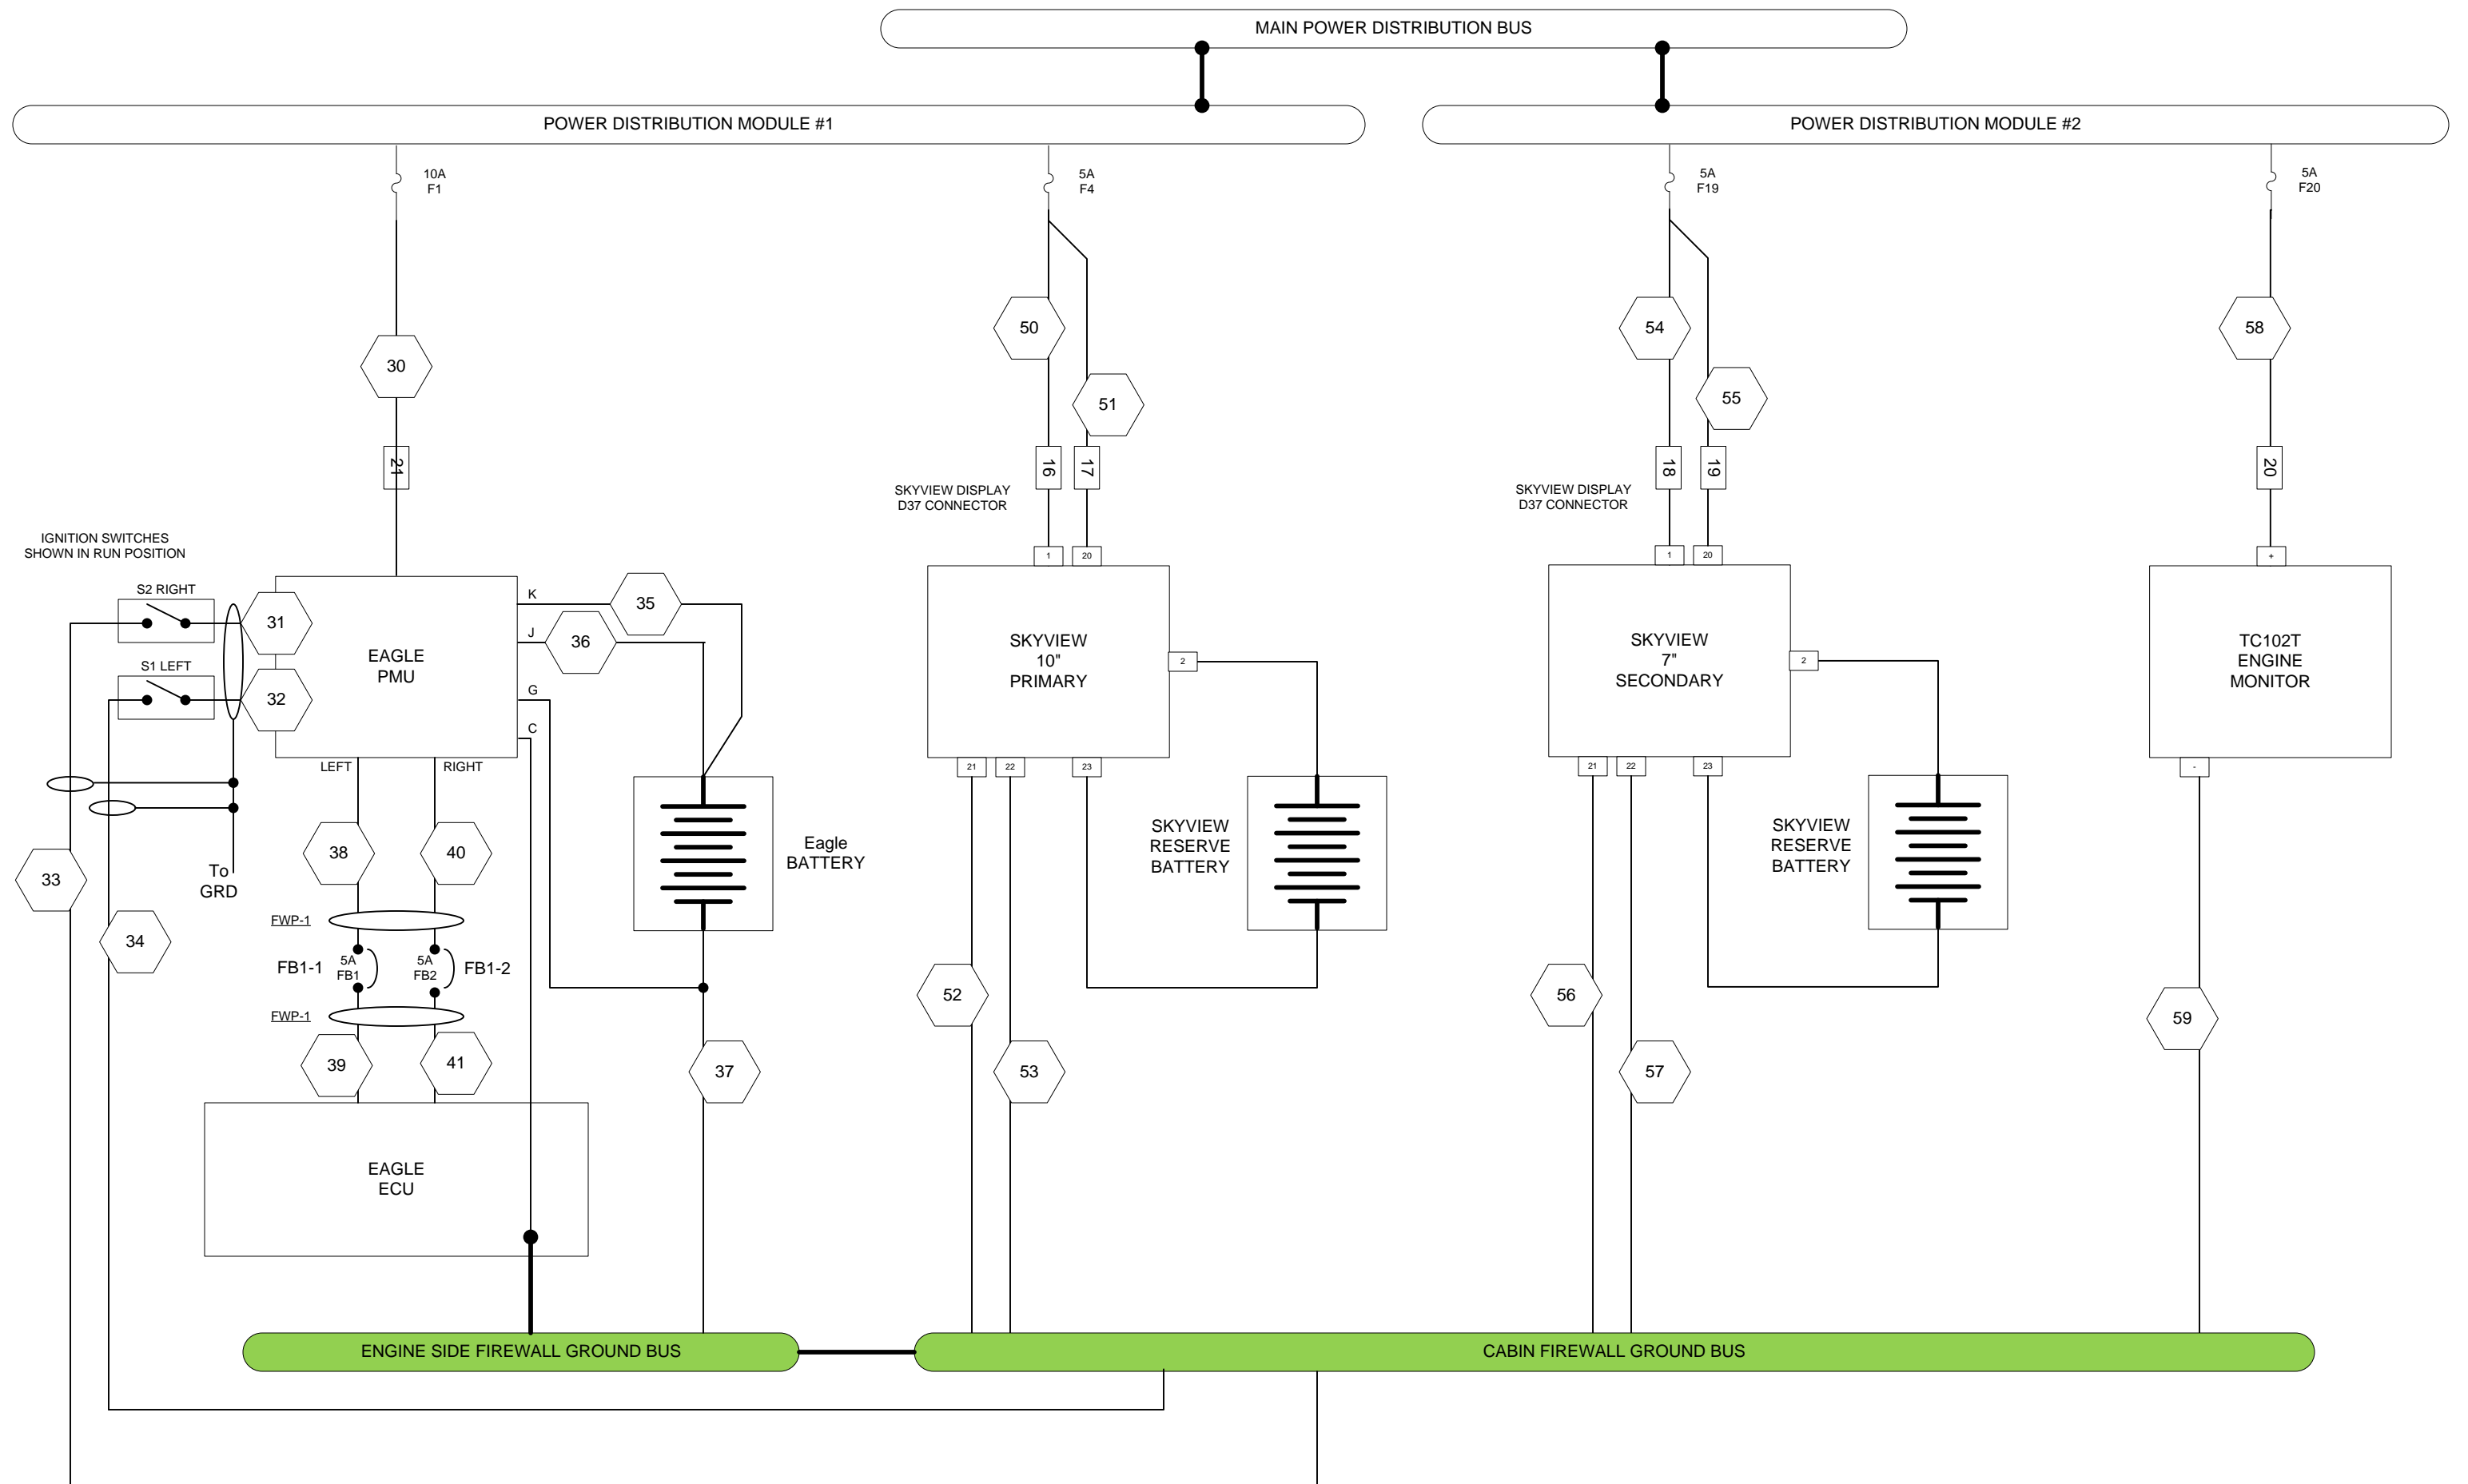 MAIN POWER DISTRIBUTION BUS
POWER DISTRIBUTION MODULE #1
POWER DISTRIBUTION MODULE #2
10A
F1
5A
F4
5A
F19
5A
F20
30
50
51
54
55
58
21
16
17
18
19
20
SKYVIEW DISPLAY
D37 CONNECTOR
SKYVIEW DISPLAY
D37 CONNECTOR
IGNITION SWITCHES
SHOWN IN RUN POSITION
1
20
1
20
+
S2 RIGHT
31
S1 LEFT
32
EAGLE
PMU
K
35
J
36
G
C
LEFT
RIGHT
SKYVIEW
10"
PRIMARY
2
SKYVIEW
7"
SECONDARY
2
TC102T
ENGINE
MONITOR
21
22
23
21
22
23
-
33
34
To
GRD
38
40
Eagle
BATTERY
SKYVIEW
RESERVE
BATTERY
SKYVIEW
RESERVE
BATTERY
FWP-1
FB1-1
5A
FB1
5A
FB2
FB1-2
FWP-1
39
41
37
52
53
56
57
59
EAGLE
ECU
ENGINE SIDE FIREWALL GROUND BUS
CABIN FIREWALL GROUND BUS